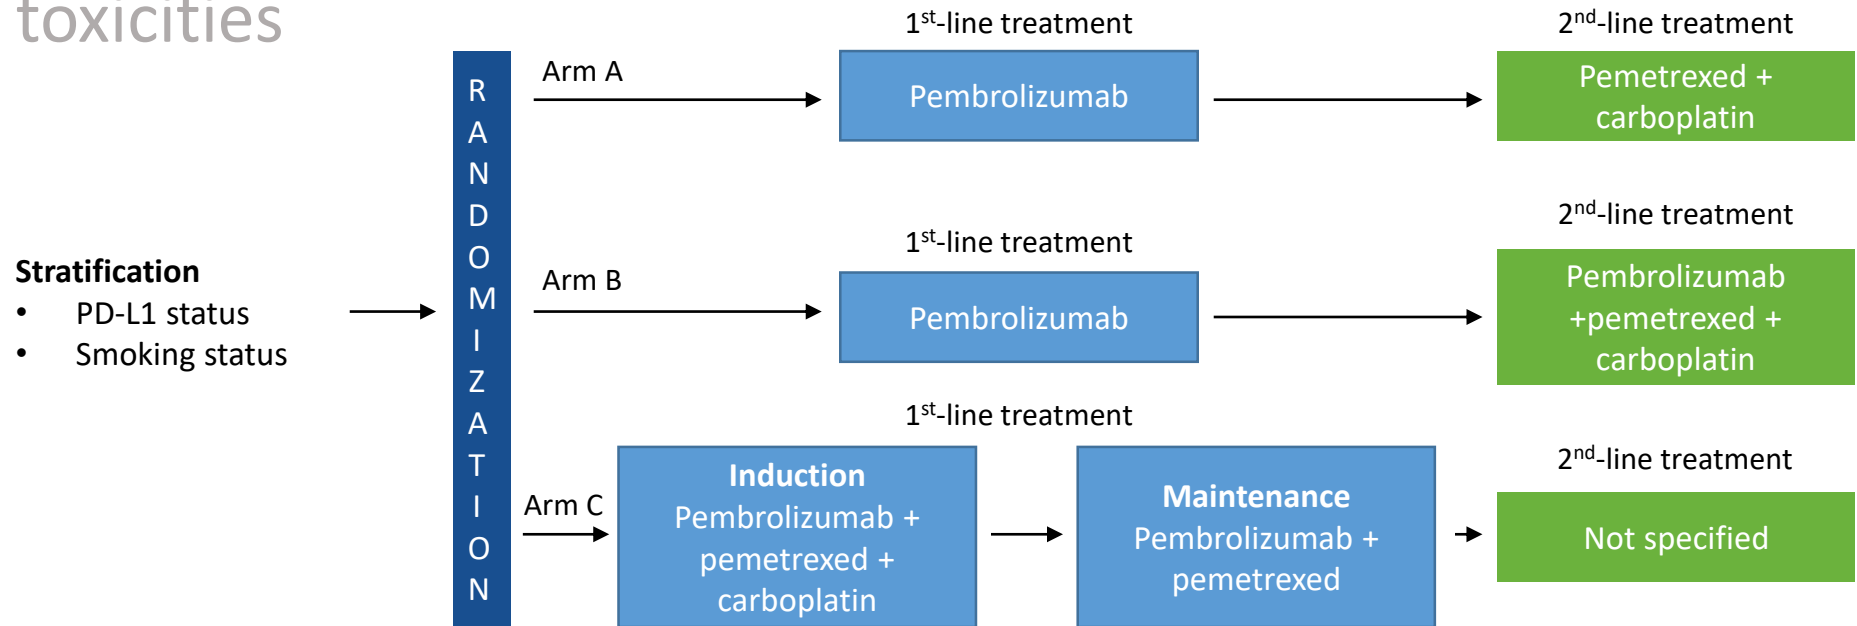 toxicities
Stratification
• PD-L1 status
• Smoking status
RANDOMIZATION
Arm A
1st-line treatment
Pembrolizumab
2nd-line treatment
Pemetrexed +
carboplatin
Arm B
1st-line treatment
Pembrolizumab
2nd-line treatment
Pembrolizumab
+pemetrexed +
carboplatin
Arm C
1st-line treatment
Induction
Pembrolizumab +
pemetrexed +
carboplatin
Maintenance
Pembrolizumab +
pemetrexed
2nd-line treatment
Not specified